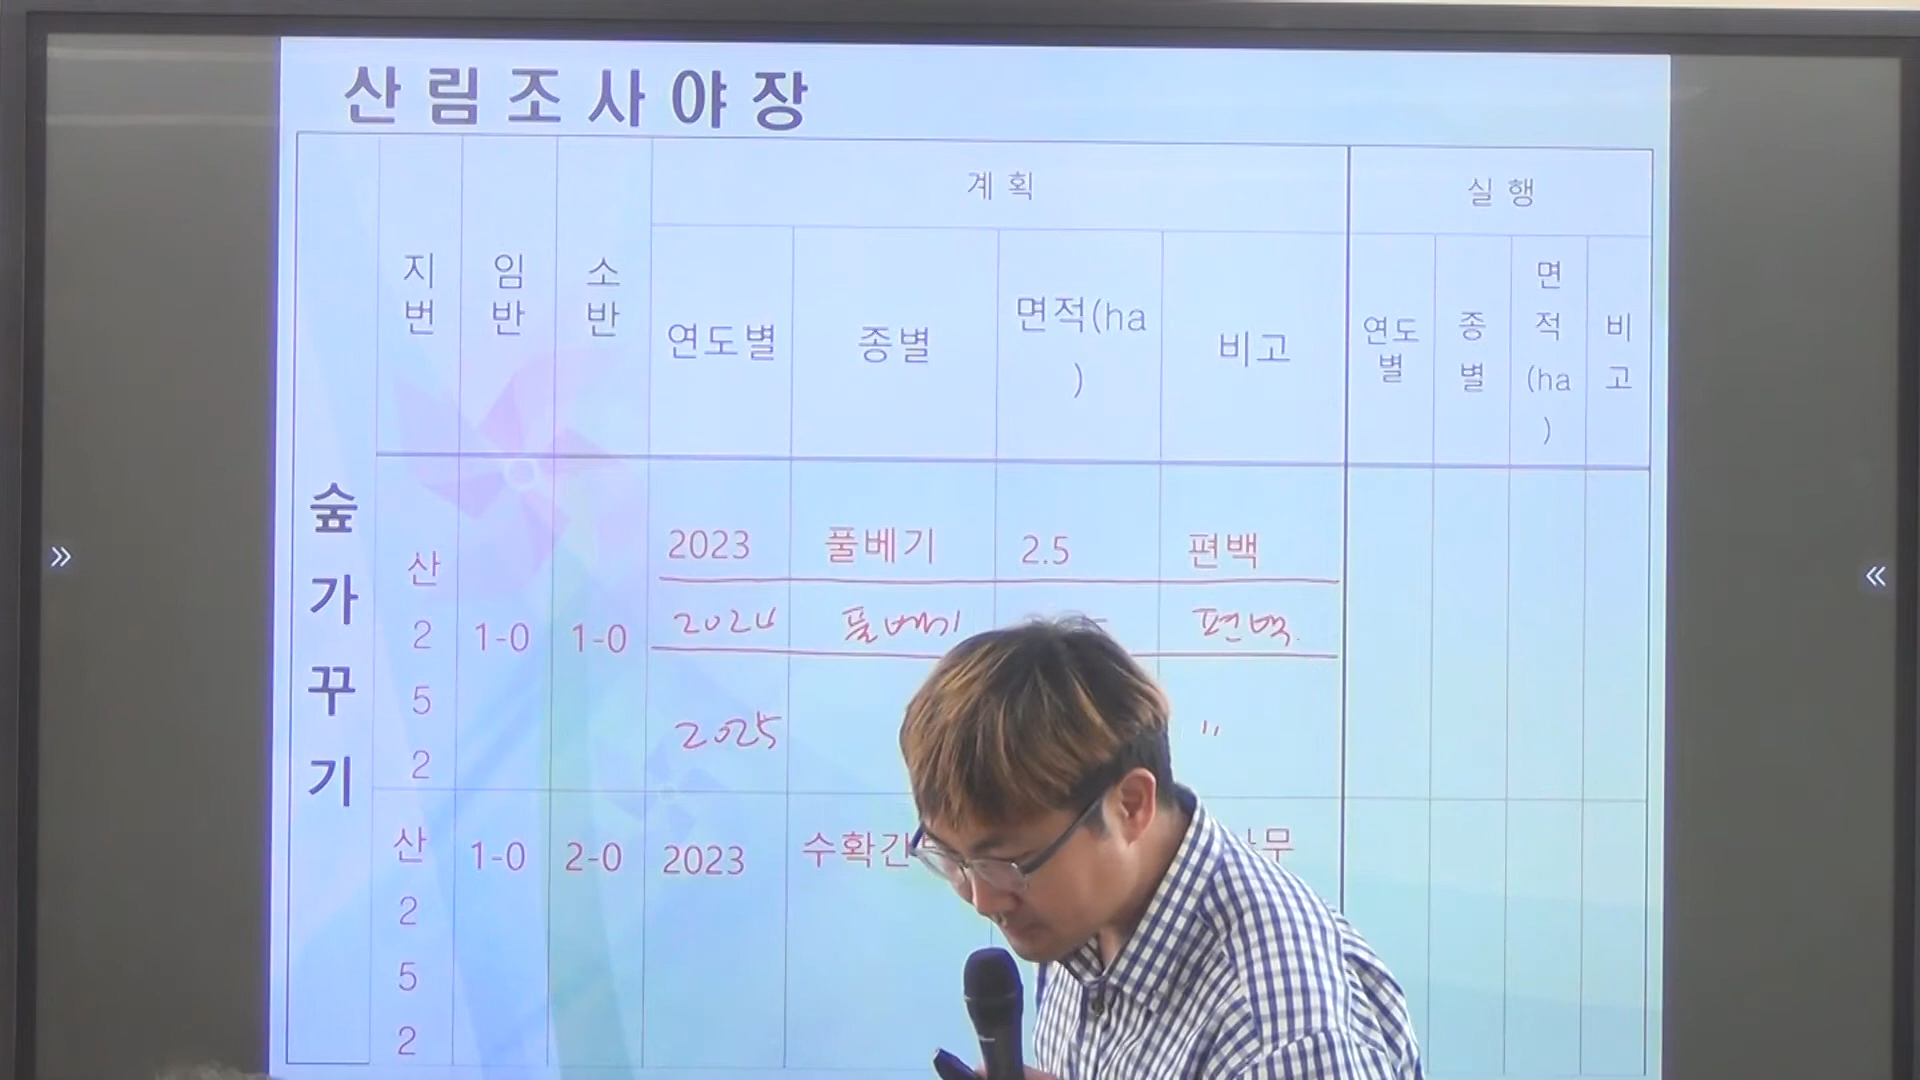 산림조사야장
숲가꾸기
지번 임반 소반 계획 실행
연도별 종별 면적(ha) 비고 연도별 종별 면적(ha) 비고
산252 1-0 1-0 2023 풀베기 2.5 편백
2024 풀베기 편백.
2025 〃
산252 1-0 2-0 2023 수확간